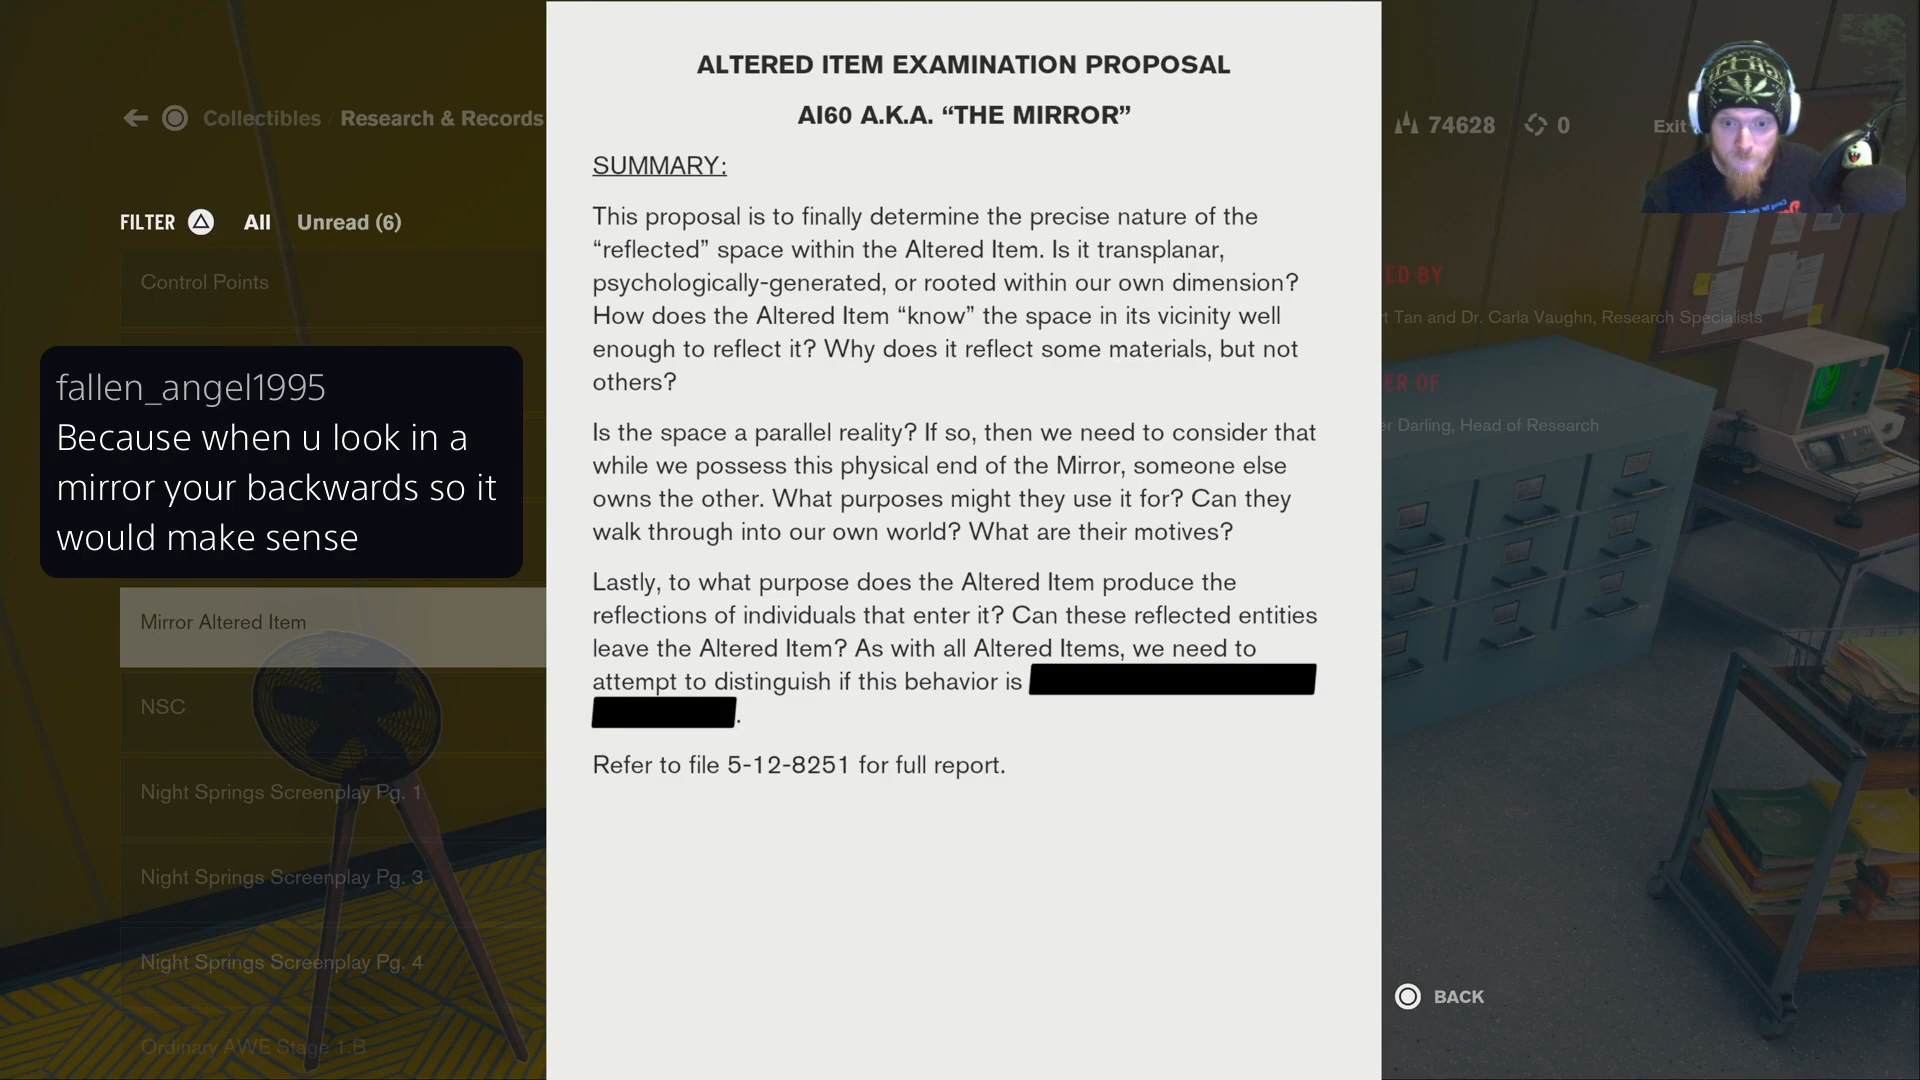 ALTERED ITEM EXAMINATION PROPOSAL
AI60 A.K.A. “THE MIRROR”
SUMMARY:
This proposal is to finally determine the precise nature of the
“reflected” space within the Altered Item. Is it transplanar,
psychologically-generated, or rooted within our own dimension?
How does the Altered Item “know” the space in its vicinity well
enough to reflect it? Why does it reflect some materials, but not
others?
Is the space a parallel reality? If so, then we need to consider that
while we possess this physical end of the Mirror, someone else
owns the other. What purposes might they use it for? Can they
walk through into our own world? What are their motives?
Lastly, to what purpose does the Altered Item produce the
reflections of individuals that enter it? Can these reflected entities
leave the Altered Item? As with all Altered Items, we need to
attempt to distinguish if this behavior is
.
Refer to file 5-12-8251 for full report.
Collectibles / Research & Records
FILTER All Unread (6)
Control Points
fallen_angel1995
Because when u look in a
mirror your backwards so it
would make sense
Mirror Altered Item
NSC
Night Springs Screenplay Pg. 1
Night Springs Screenplay Pg. 3
Night Springs Screenplay Pg. 4
Ordinary AWE Stage 1.B
74628 0 Exit
ED BY
t Tan and Dr. Carla Vaughn, Research Specialists
ER OF
er Darling, Head of Research
BACK